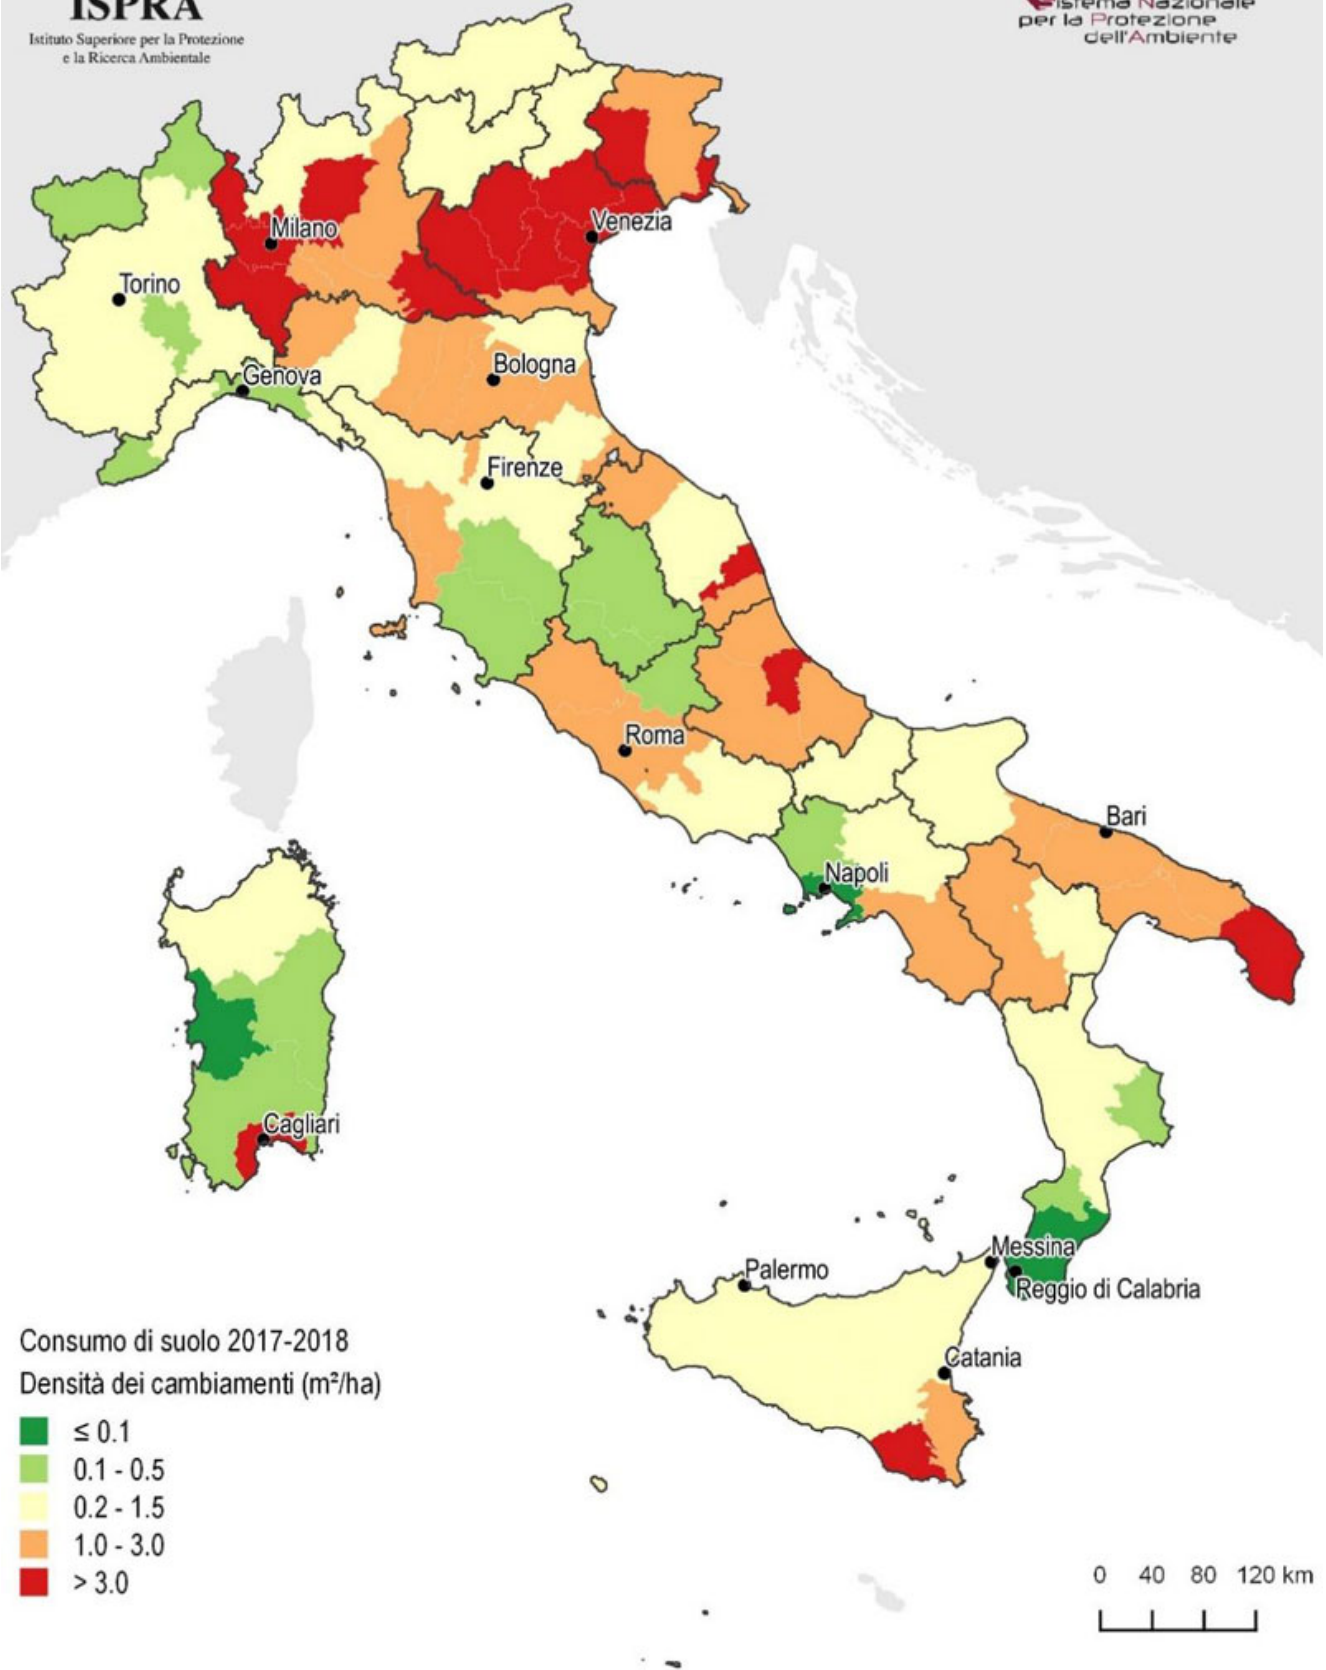 ISPRA
Istituto Superiore per la Protezione
e la Ricerca Ambientale
Sistema Nazionale
per la Protezione
dell'Ambiente
Milano
Venezia
Torino
Bologna
Genova
Firenze
Roma
Bari
Napoli
Cagliari
Messina
Palermo
Reggio di Calabria
Catania
Consumo di suolo 2017-2018
Densità dei cambiamenti (m²/ha)
≤ 0.1
0.1 - 0.5
0.2 - 1.5
1.0 - 3.0
> 3.0
0 40 80 120 km